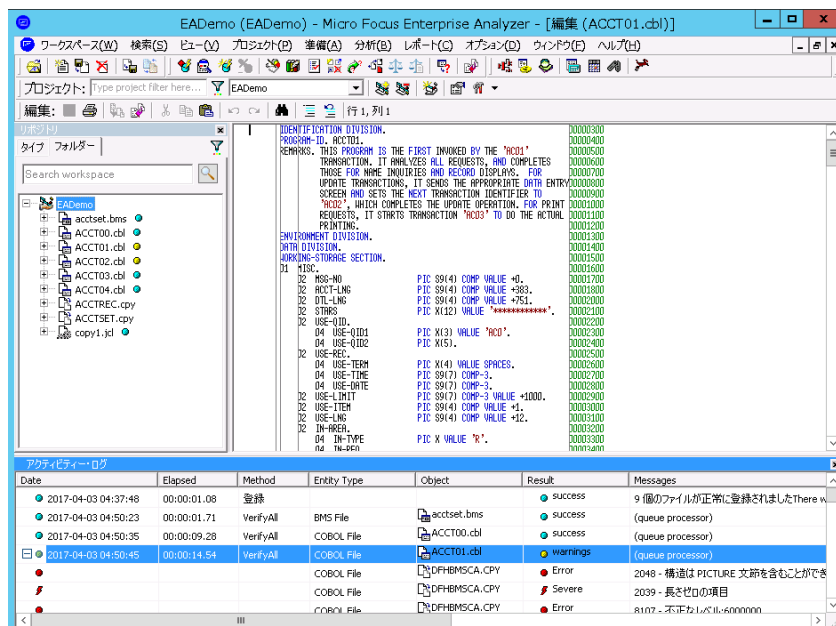 EADemo (EADemo) - Micro Focus Enterprise Analyzer - [編集 (ACCT01.cbl)]
ワークスペース(W) 検索(S) ビュー(V) プロジェクト(P) 準備(A) 分析(B) レポート(C) オプション(D) ウィンドウ(E) ヘルプ(H)
プロジェクト: Type project filter here... EADemo
編集: 行 1, 列 1
リポジトリ
タイプ フォルダー
Search workspace
EADemo
acctset.bms
ACCT00.cbl
ACCT01.cbl
ACCT02.cbl
ACCT03.cbl
ACCT04.cbl
ACCTREC.cpy
ACCTSET.cpy
copy1.jcl
IDENTIFICATION DIVISION. 00000300
PROGRAM-ID. ACCT01. 00000400
REMARKS. THIS PROGRAM IS THE FIRST INVOKED BY THE 'AC01' 00000500
TRANSACTION. IT ANALYZES ALL REQUESTS, AND COMPLETES 00000600
THOSE FOR NAME INQUIRIES AND RECORD DISPLAYS. FOR 00000700
UPDATE TRANSACTIONS, IT SENDS THE APPROPRIATE DATA ENTRY00000800
SCREEN AND SETS THE NEXT TRANSACTION IDENTIFIER TO 00000900
'AC02', WHICH COMPLETES THE UPDATE OPERATION. FOR PRINT 00001000
REQUESTS, IT STARTS TRANSACTION 'AC03' TO DO THE ACTUAL 00001100
PRINTING. 00001200
ENVIRONMENT DIVISION. 00001300
DATA DIVISION. 00001400
WORKING-STORAGE SECTION. 00001500
01 MISC. 00001600
02 MSG-NO PIC S9(4) COMP VALUE +0. 00001700
02 ACCT-LNG PIC S9(4) COMP VALUE +383. 00001800
02 DTL-LNG PIC S9(4) COMP VALUE +751. 00002000
02 STARS PIC X(12) VALUE '************'. 00002100
02 USE-QID. 00002200
04 USE-QID1 PIC X(3) VALUE 'AC0'. 00002300
04 USE-QID2 PIC X(5). 00002400
02 USE-REC. 00002500
04 USE-TERM PIC X(4) VALUE SPACES. 00002600
04 USE-TIME PIC S9(7) COMP-3. 00002700
04 USE-DATE PIC S9(7) COMP-3. 00002800
02 USE-LIMIT PIC S9(7) COMP-3 VALUE +1000. 00002900
02 USE-ITEM PIC S9(4) COMP VALUE +1. 00003000
02 USE-LNG PIC S9(4) COMP VALUE +12. 00003100
02 IN-AREA. 00003200
04 IN-TYPE PIC X VALUE 'R'. 00003300
04 IN-REQ 00003400
アクティビティー・ログ
Date Elapsed Method Entity Type Object Result Messages
2017-04-03 04:37:48 00:00:01.08 登録 success 9 個のファイルが正常に登録されましたThere w
2017-04-03 04:50:23 00:00:01.71 VerifyAll BMS File acctset.bms success (queue processor)
2017-04-03 04:50:35 00:00:09.28 VerifyAll COBOL File ACCT00.cbl success (queue processor)
2017-04-03 04:50:45 00:00:14.54 VerifyAll COBOL File ACCT01.cbl warnings (queue processor)
COBOL File DFHBMSCA.CPY Error 2048 - 構造は PICTURE 文節を含むことができ
COBOL File DFHBMSCA.CPY Severe 2039 - 長さゼロの項目
COBOL File DFHBMSCA.CPY Error 8107 - 不正なレベル:6000000